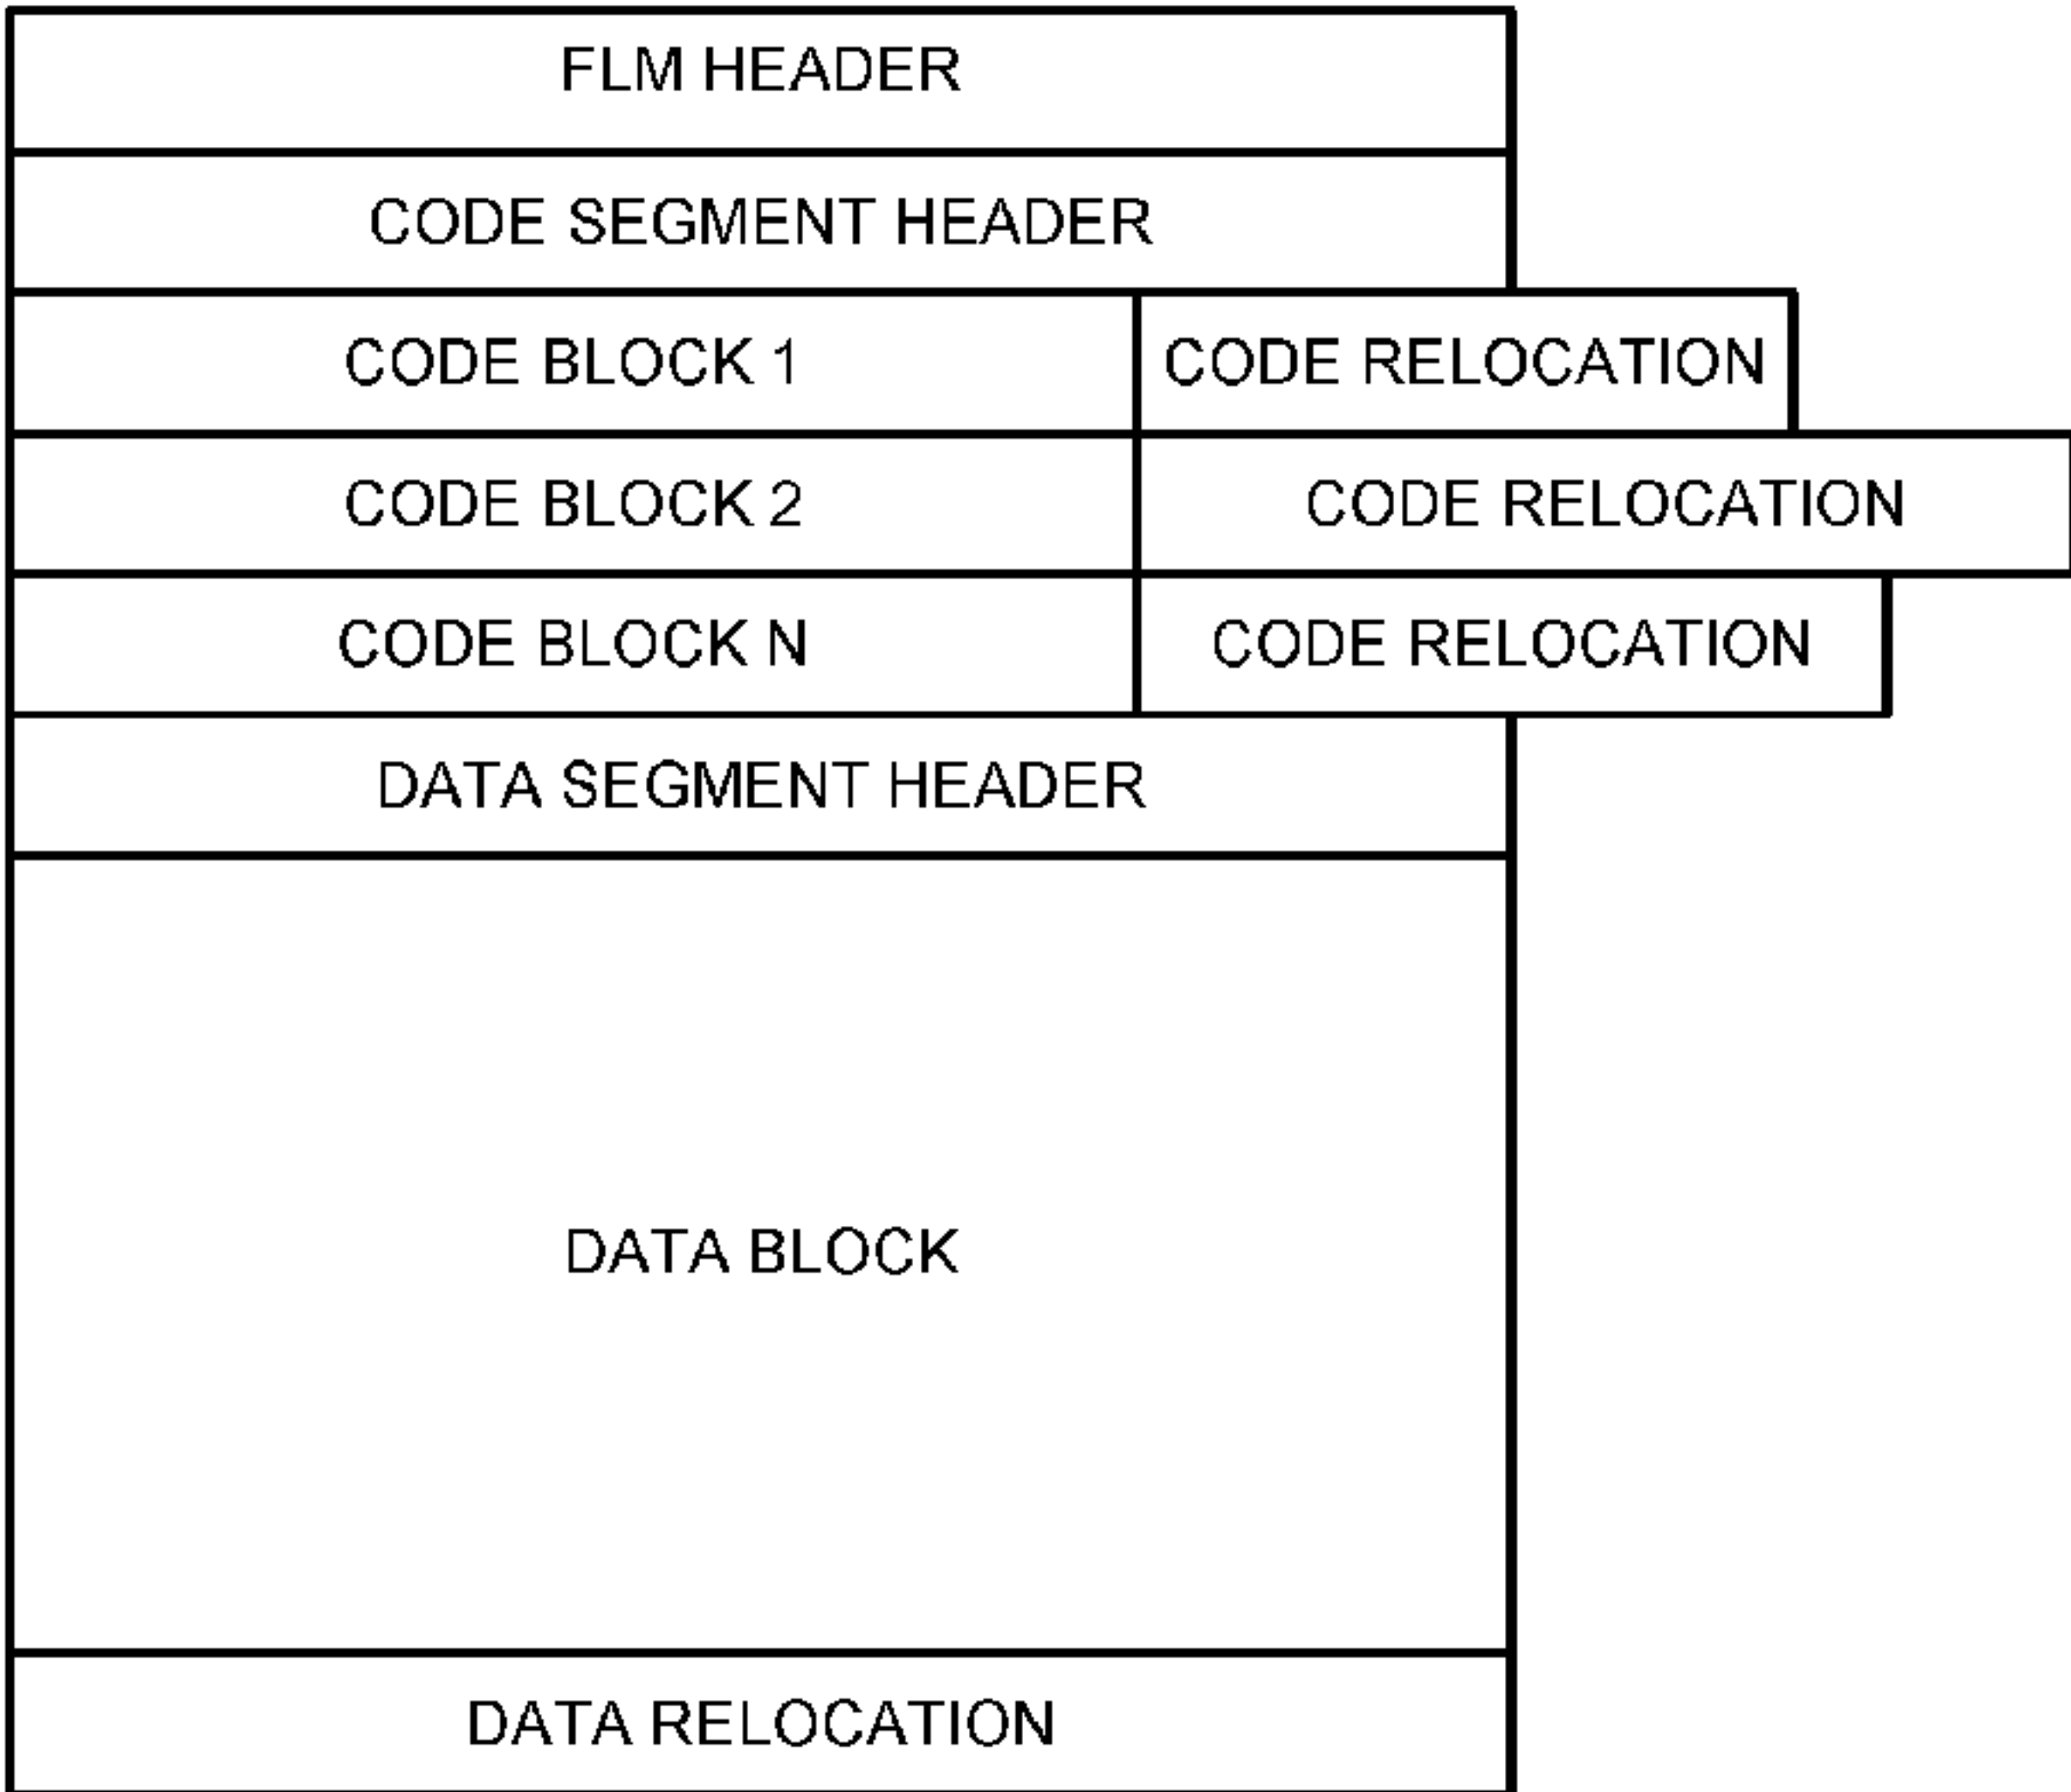 FLM HEADER
CODE SEGMENT HEADER
CODE BLOCK 1 CODE RELOCATION
CODE BLOCK 2 CODE RELOCATION
CODE BLOCK N CODE RELOCATION
DATA SEGMENT HEADER
DATA BLOCK
DATA RELOCATION